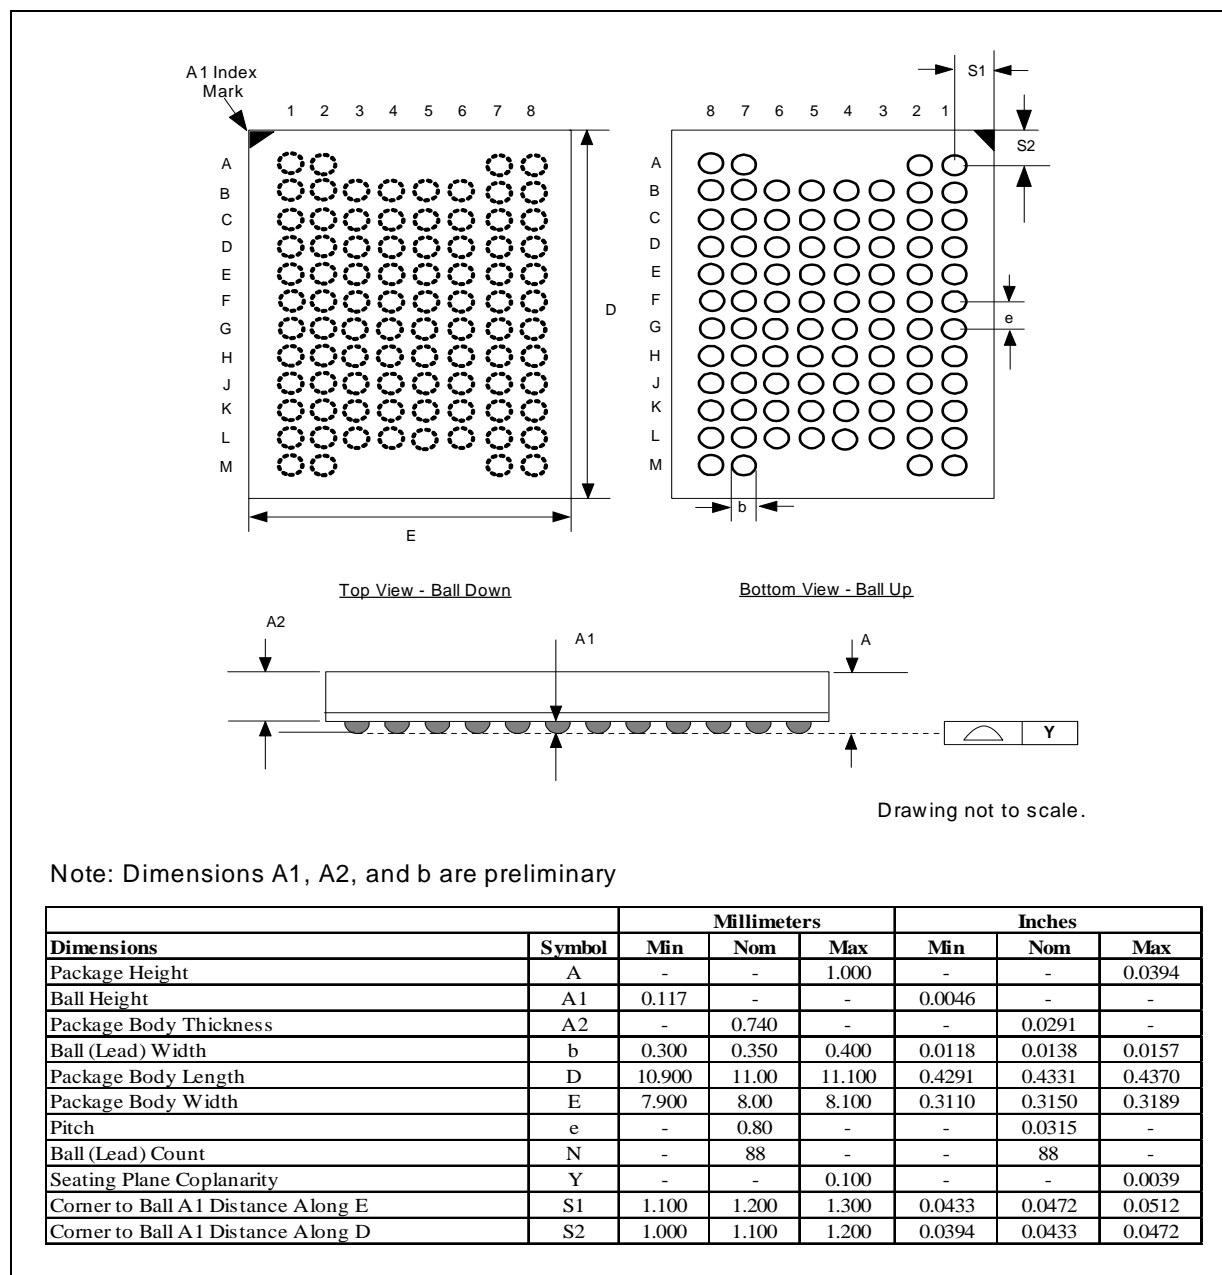 A1 Index
Mark
1 2 3 4 5 6 7 8
A
B
C
D
E
F
G
H
J
K
L
M
D
E
8 7 6 5 4 3 2 1
A
B
C
D
E
F
G
H
J
K
L
M
S1
S2
e
b
Top View - Ball Down
Bottom View - Ball Up
A2
A1
A
Y
Drawing not to scale.
Note: Dimensions A1, A2, and b are preliminary
Millimeters Inches
Dimensions Symbol Min Nom Max Min Nom Max
Package Height A - - 1.000 - - 0.0394
Ball Height A1 0.117 - - 0.0046 - -
Package Body Thickness A2 - 0.740 - - 0.0291 -
Ball (Lead) Width b 0.300 0.350 0.400 0.0118 0.0138 0.0157
Package Body Length D 10.900 11.00 11.100 0.4291 0.4331 0.4370
Package Body Width E 7.900 8.00 8.100 0.3110 0.3150 0.3189
Pitch e - 0.80 - - 0.0315 -
Ball (Lead) Count N - 88 - - 88 -
Seating Plane Coplanarity Y - - 0.100 - - 0.0039
Corner to Ball A1 Distance Along E S1 1.100 1.200 1.300 0.0433 0.0472 0.0512
Corner to Ball A1 Distance Along D S2 1.000 1.100 1.200 0.0394 0.0433 0.0472